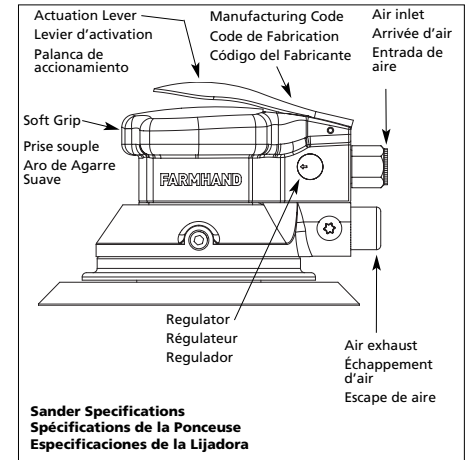 Actuation Lever
Levier d’activation
Palanca de
accionamiento
Manufacturing Code
Code de Fabrication
Código del Fabricante
Air inlet
Arrivée d’air
Entrada de
aire
Soft Grip
Prise souple
Aro de Agarre
Suave
FARMHAND
Regulator
Régulateur
Regulador
Air exhaust
Échappement
d’air
Escape de aire
Sander Specifications
Spécifications de la Ponceuse
Especificaciones de la Lijadora